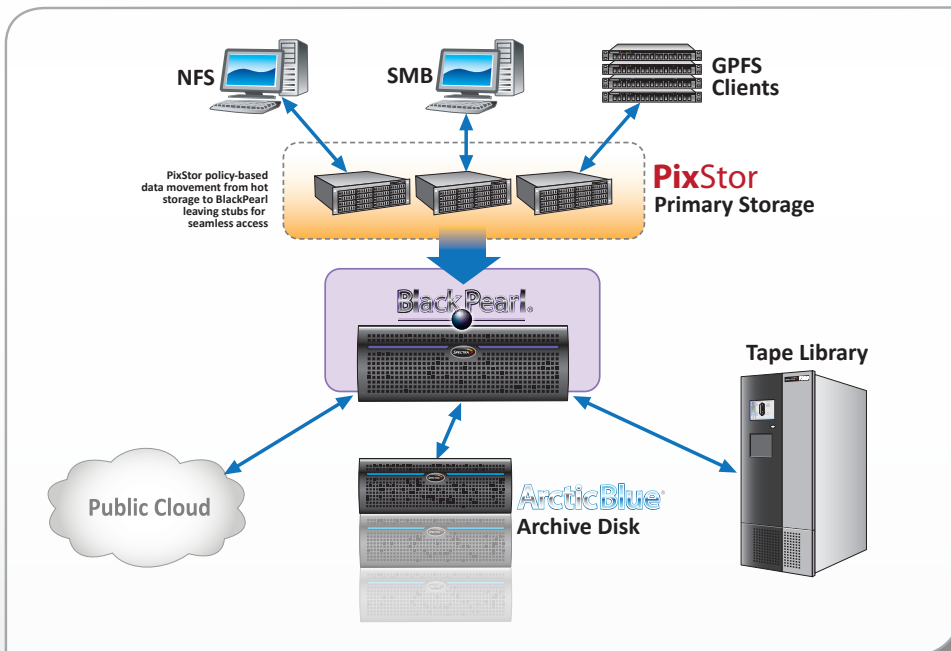 NFS
SMB
GPFS
Clients
PixStor policy-based
data movement from hot
storage to BlackPearl
leaving stubs for
seamless access
PixStor
Primary Storage
BlackPearl®
SPECTRA
Tape Library
Public Cloud
ArcticBlue®
Archive Disk